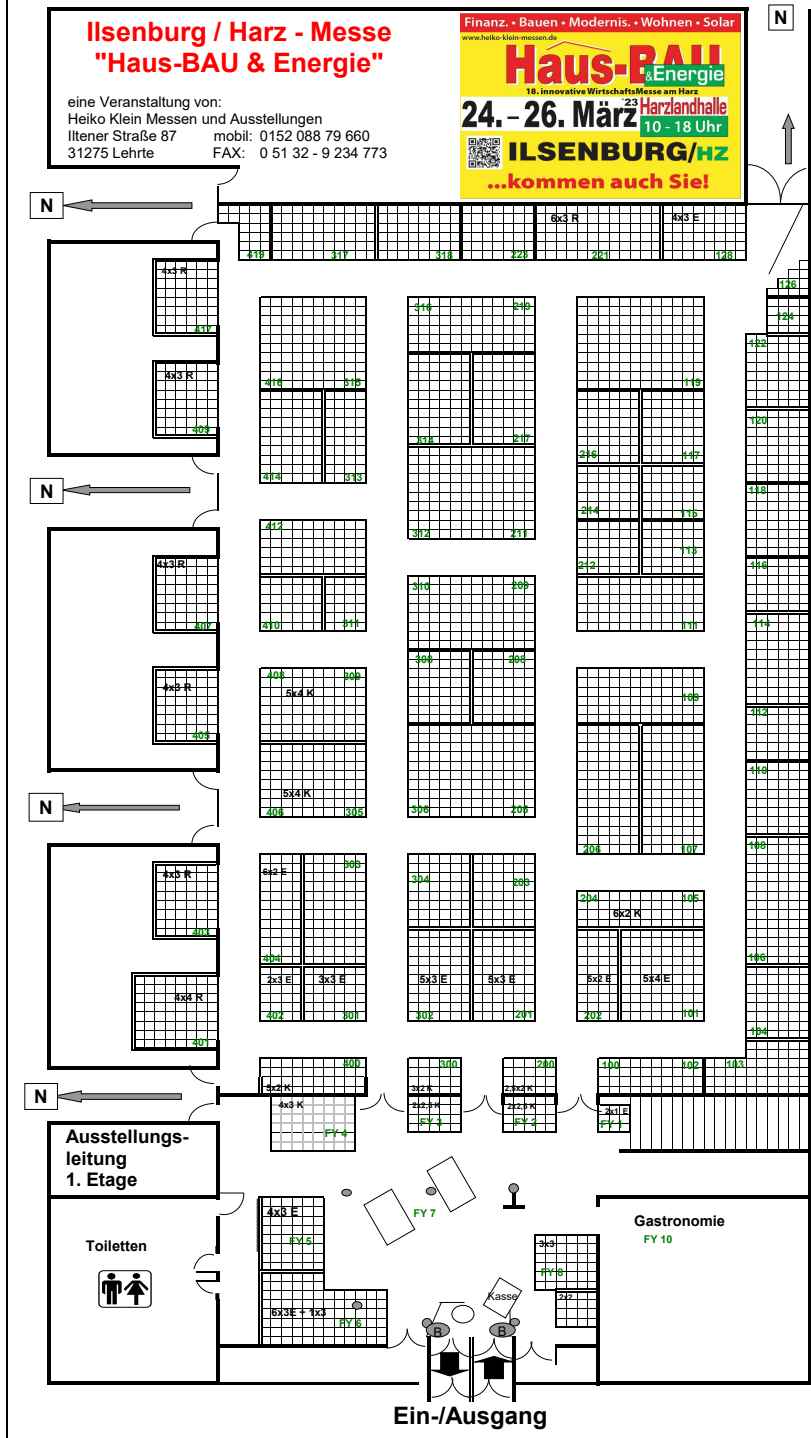 Ilsenburg / Harz - Messe
"Haus-BAU & Energie"
eine Veranstaltung von:
Heiko Klein Messen und Ausstellungen
Iltener Straße 87 mobil: 0152 088 79 660
31275 Lehrte FAX: 0 51 32 - 9 234 773
Finanz. • Bauen • Modernis. • Wohnen • Solar
www.heiko-klein-messen.de
Haus-BAU
&Energie
18. innovative WirtschaftsMesse am Harz
24. – 26. März '23 Harzlandhalle
10 - 18 Uhr
ILSENBURG/HZ
...kommen auch Sie!
N
N
6x3 R 4x3 E
419 317 318 223 221 128
4x3 R
417
126
124
316 219
122
4x3 R
416 315 119
409
120
314 217
216 117
414 313
N
118
214 115
412
312 211
113
4x3 R
212
116
310 209
407
410 311 111
114
308 208
408 309
4x3 R
5x4 K
109
112
405
110
5x4 K
N
406 305
306 205
206 107
108
6x2 E
303
4x3 R
304 203
204 105
6x2 K
403
404
106
2x3 E 3x3 E 5x3 E 5x3 E 5x2 E 5x4 E
4x4 R
402 301 302 201 202 101
401
104
400 300 200 100 102 103
5x2 K 3x2 K 2,5x2 K
N
4x3 K 2x2,5 K 2x2,5 K 2x1 E
FY 4 FY 3 FY 2 FY 1
Ausstellungs-
leitung
1. Etage
4x3 E
FY 7
Gastronomie
FY 10
Toiletten
FY 5
3x3
FY 8
Kasse
2x2
6x3E + 1x3
FY 6
B B
Ein-/Ausgang